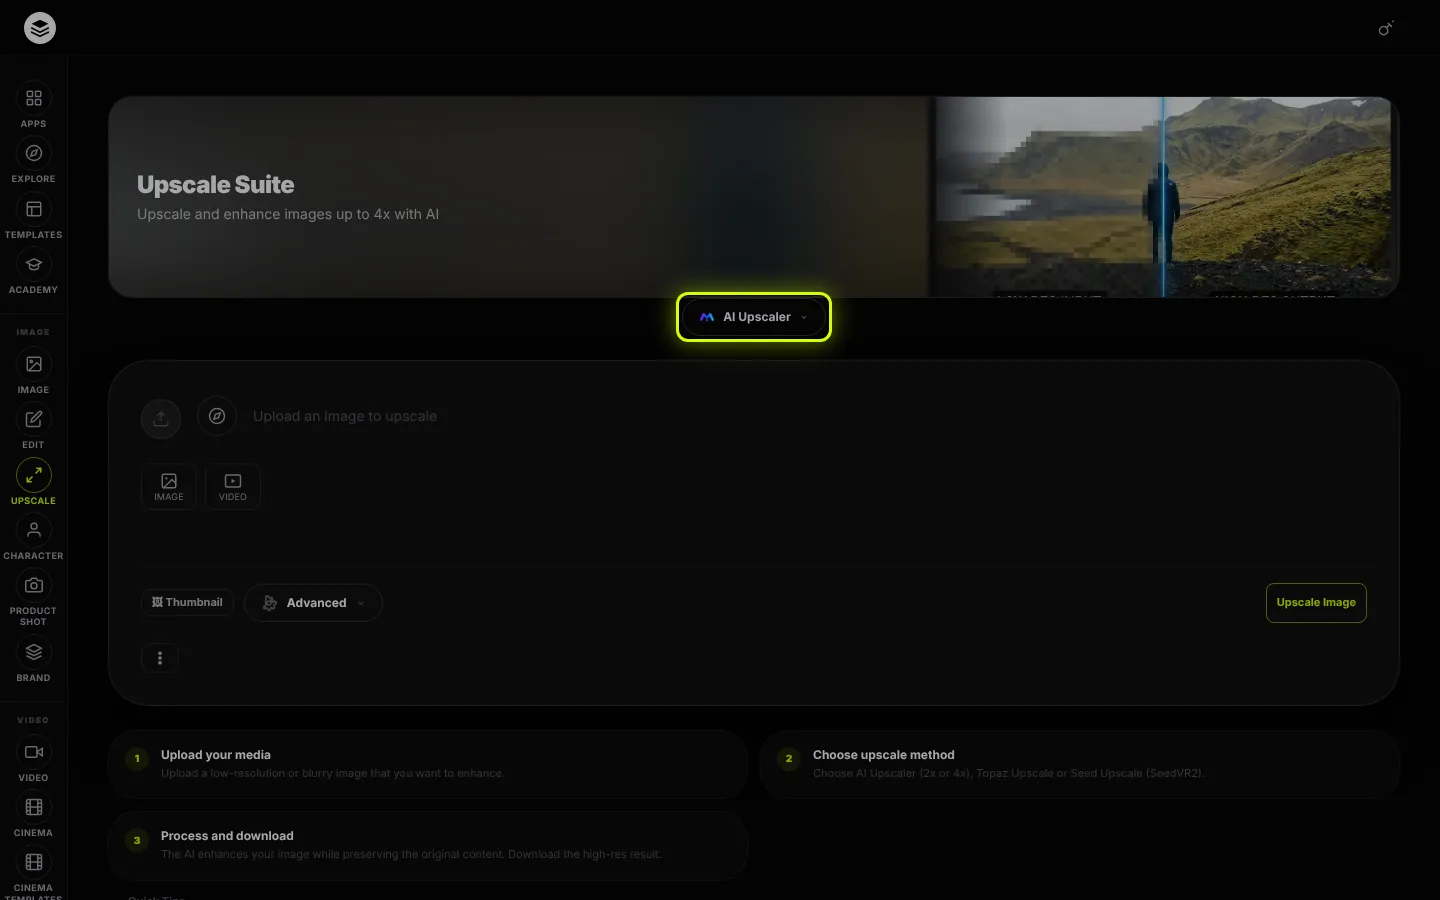 APPS
EXPLORE
TEMPLATES
ACADEMY
IMAGE
IMAGE
EDIT
UPSCALE
CHARACTER
PRODUCT
SHOT
BRAND
VIDEO
VIDEO
CINEMA
CINEMA
TEMPLATES
Upscale Suite
Upscale and enhance images up to 4x with AI
AI Upscaler
Upload an image to upscale
IMAGE
VIDEO
Thumbnail
Advanced
Upscale Image
1
Upload your media
Upload a low-resolution or blurry image that you want to enhance.
2
Choose upscale method
Choose AI Upscaler (2x or 4x), Topaz Upscale or Seed Upscale (SeedVR2).
3
Process and download
The AI enhances your image while preserving the original content. Download the high-res result.